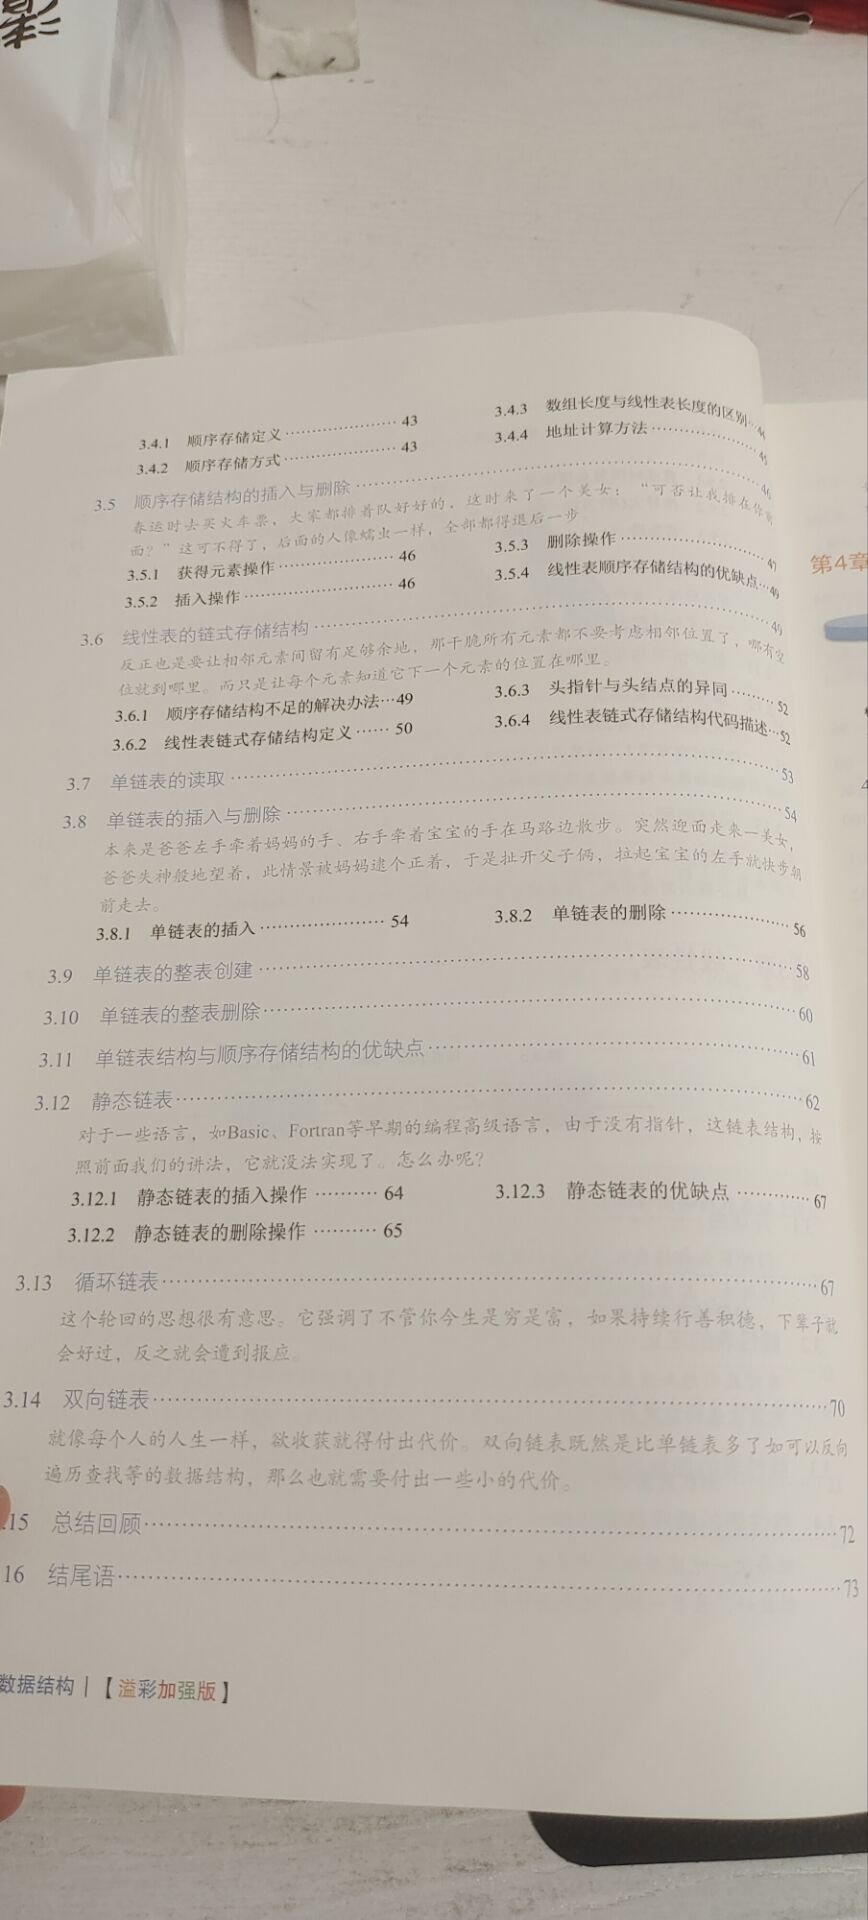 3.4.1 顺序存储定义 43
3.4.2 顺序存储方式 43
3.4.3 数组长度与线性表长度的区别 44
3.4.4 地址计算方法 45
3.5 顺序存储结构的插入与删除 46
春运时去买火车票，大家都排着队好好的，这时来了一个美女：“可否让我排在你前
面？”这可不得了，后面的人像蠕虫一样，全部都得退后一步
3.5.1 获得元素操作 46
3.5.2 插入操作 46
3.5.3 删除操作 47
3.5.4 线性表顺序存储结构的优缺点 49
3.6 线性表的链式存储结构 49
反正也是要让相邻元素间留有足够余地，那干脆所有元素都不要考虑相邻位置了，哪有空
位就到哪里。而只是让每个元素知道它下一个元素的位置在哪里。
3.6.1 顺序存储结构不足的解决办法 49
3.6.2 线性表链式存储结构定义 50
3.6.3 头指针与头结点的异同 52
3.6.4 线性表链式存储结构代码描述 52
3.7 单链表的读取 53
3.8 单链表的插入与删除 54
本来是爸爸左手牵着妈妈的手、右手牵着宝宝的手在马路边散步。突然迎面走来一美女，
爸爸失神般地望着，此情景被妈妈逮个正着，于是扯开父子俩，拉起宝宝的左手就快步朝
前走去。
3.8.1 单链表的插入 54
3.8.2 单链表的删除 56
3.9 单链表的整表创建 58
3.10 单链表的整表删除 60
3.11 单链表结构与顺序存储结构的优缺点 61
3.12 静态链表 62
对于一些语言，如Basic、Fortran等早期的编程高级语言，由于没有指针，这链表结构，按
照前面我们的讲法，它就没法实现了。怎么办呢？
3.12.1 静态链表的插入操作 64
3.12.2 静态链表的删除操作 65
3.12.3 静态链表的优缺点 67
3.13 循环链表 67
这个轮回的思想很有意思。它强调了不管你今生是穷是富，如果持续行善积德，下辈子就
会好过，反之就会遭到报应。
3.14 双向链表 70
就像每个人的人生一样，欲收获就得付出代价。双向链表既然是比单链表多了如可以反向
遍历查找等的数据结构，那么也就需要付出一些小的代价。
.15 总结回顾 72
16 结尾语 73
数据结构 |【溢彩加强版】
第4章